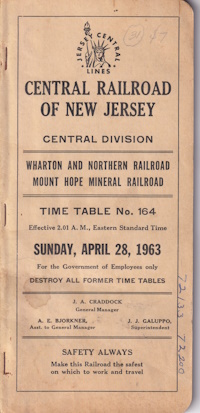 JERSEY CENTRAL
LINES
CENTRAL RAILROAD
OF NEW JERSEY
CENTRAL DIVISION
WHARTON AND NORTHERN RAILROAD
MOUNT HOPE MINERAL RAILROAD
TIME TABLE No. 164
Effective 2.01 A. M., Eastern Standard Time
SUNDAY, APRIL 28, 1963
For the Government of Employees only
DESTROY ALL FORMER TIME TABLES
J. A. CRADDOCK
General Manager
A. E. BJORKNER,
Asst. to General Manager
J. J. GALUPPO,
Superintendent
SAFETY ALWAYS
Make this Railroad the safest
on which to work and travel